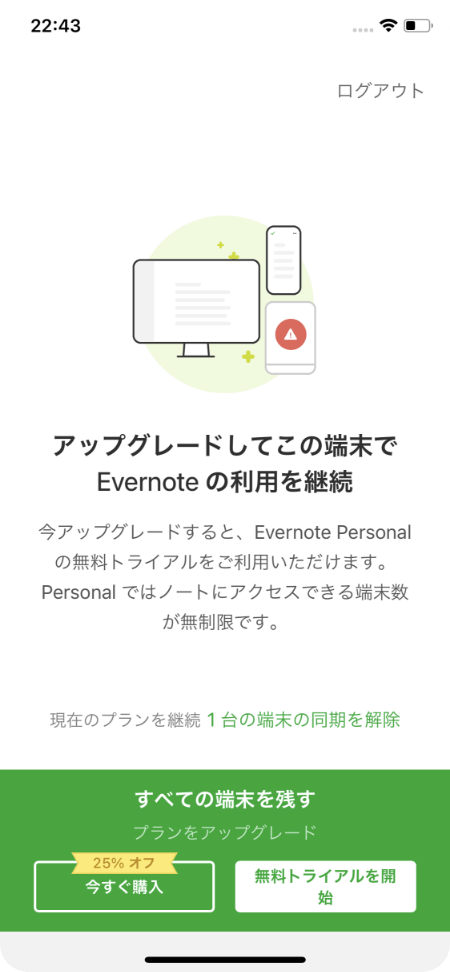 22:43
ログアウト
アップグレードしてこの端末で
Evernote の利用を継続
今アップグレードすると、Evernote Personal
の無料トライアルをご利用いただけます。
Personal ではノートにアクセスできる端末数
が無制限です。
現在のプランを継続 1 台の端末の同期を解除
すべての端末を残す
プランをアップグレード
25% オフ
今すぐ購入
無料トライアルを開
始